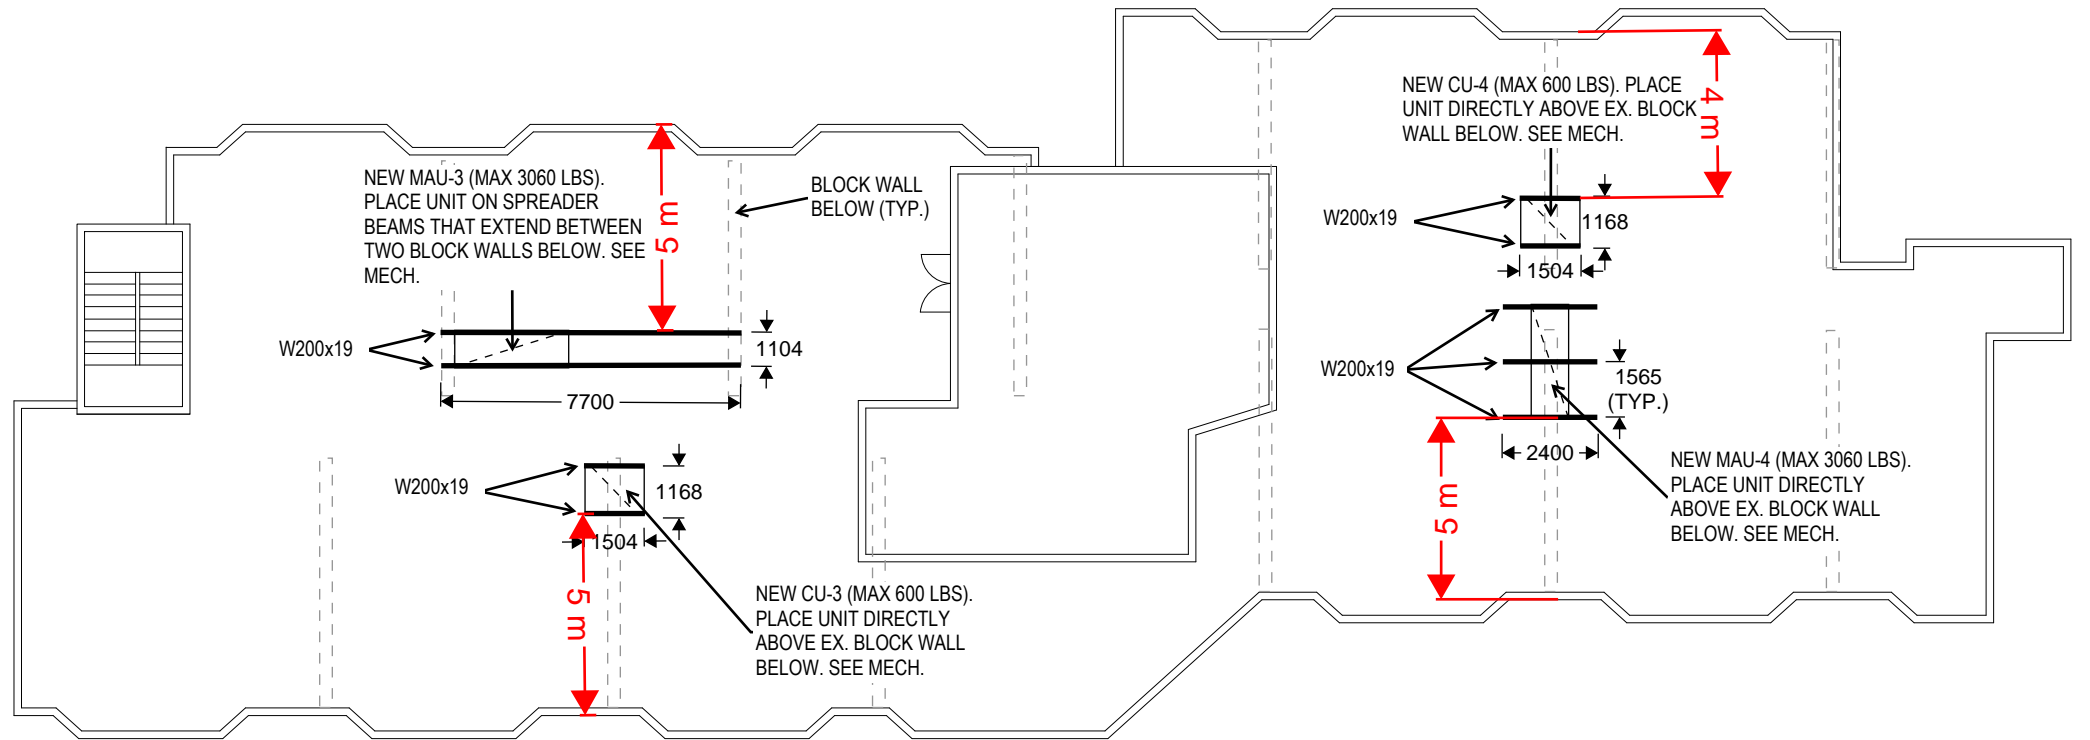 NEW MAU-3 (MAX 3060 LBS).
PLACE UNIT ON SPREADER
BEAMS THAT EXTEND BETWEEN
TWO BLOCK WALLS BELOW. SEE
MECH.
5 m
BLOCK WALL
BELOW (TYP.)
W200x19
1104
7700
W200x19
1168
1504
5 m
NEW CU-3 (MAX 600 LBS).
PLACE UNIT DIRECTLY
ABOVE EX. BLOCK WALL
BELOW. SEE MECH.
NEW CU-4 (MAX 600 LBS). PLACE
UNIT DIRECTLY ABOVE EX. BLOCK
WALL BELOW. SEE MECH.
4 m
W200x19
1168
1504
W200x19
1565
(TYP.)
2400
5 m
NEW MAU-4 (MAX 3060 LBS).
PLACE UNIT DIRECTLY
ABOVE EX. BLOCK WALL
BELOW. SEE MECH.